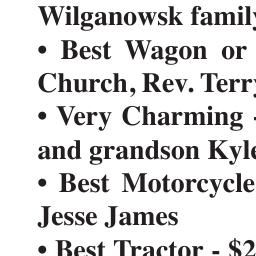 Wilganowsk family
• Best Wagon or
Church, Rev. Terry
• Very Charming -
and grandson Kyle
• Best Motorcycle
Jesse James
• Best Tractor - $2